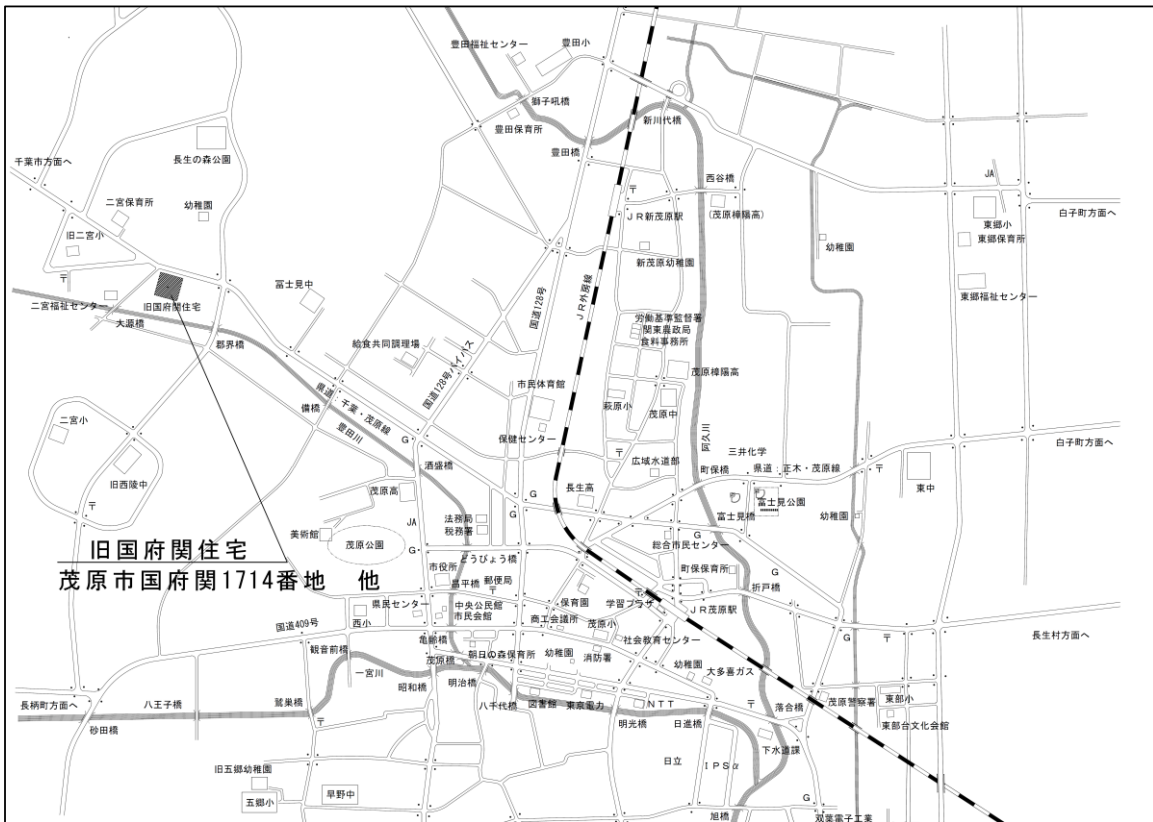 豊田福祉センター
豊田小
獅子吼橋
豊田保育所
新川代橋
豊田橋
千葉市方面へ
長生の森公園
二宮保育所
幼稚園
旧二宮小
〒
二宮福祉センター
旧国府関住宅
大源橋
郡界橋
冨士見中
給食共同調理場
国道128号バイパス
国道128号
JR外房線
〒
JR新茂原駅
西谷橋
(茂原樟陽高)
新茂原幼稚園
幼稚園
JA
東郷小
東郷保育所
白子町方面へ
東郷福祉センター
労働基準監督署
関東農政局
食料事務所
茂原樟陽高
市民体育館
萩原小
茂原中
阿久川
保健センター
〒
広域水道部
三井化学
町保橋
県道:正木・茂原線
〒
白子町方面へ
東中
県道:千葉・茂原線
豊田川
備橋
G
酒盛橋
二宮小
旧西陵中
〒
茂原高
JA
美術館
茂原公園
G
法務局
税務署
G
G
長生高
冨士見橋
富士見公園
幼稚園
G
総合市民センター
旧国府関住宅
茂原市国府関1714番地 他
どうびょう橋
市役所
昌平橋
郵便局
〒
町保保育所
G
折戸橋
保育園
学習プラザ
〒
JR茂原駅
県民センター
中央公民館
市民会館
商工会議所
茂原小
国道409号
西小
亀齢橋
社会教育センター
G
〒
長生村方面へ
観音前橋
茂原橋
朝日の森保育所
幼稚園
消防署
幼稚園
大多喜ガス
一宮川
昭和橋
明治橋
長柄町方面へ
八王子橋
鷲巣橋
〒
八千代橋
図書館
東京電力
NTT
明光橋
日進橋
〒
落合橋
茂原警察署
東部小
東部台文化会館
砂田橋
下水道課
旧五郷幼稚園
五郷小
早野中
日立
IPSα
G
旭橋
双葉電子工業